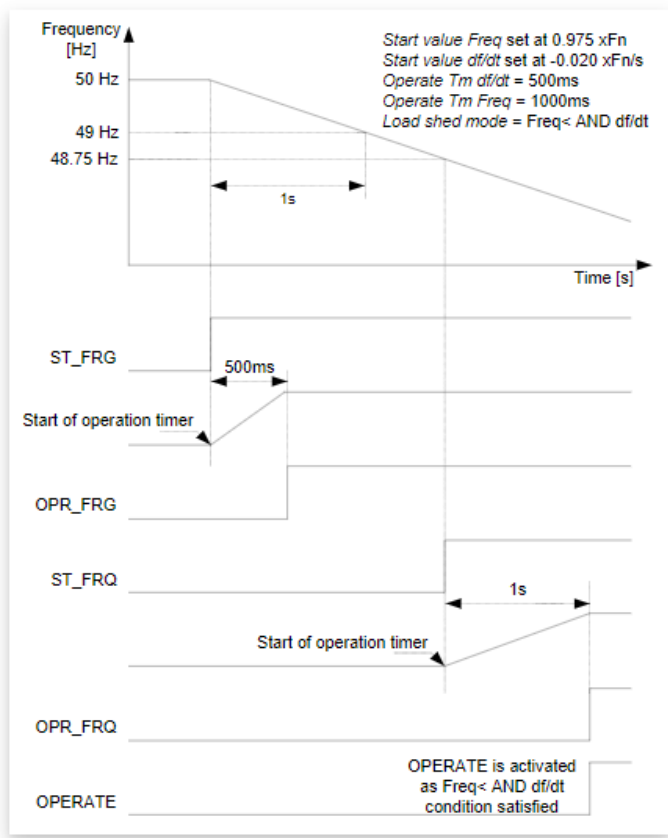 Frequency
[Hz]
Start value Freq set at 0.975 xFn
Start value df/dt set at -0.020 xFn/s
Operate Tm df/dt = 500ms
Operate Tm Freq = 1000ms
Load shed mode = Freq< AND df/dt
50 Hz
49 Hz
48.75 Hz
1s
Time [s]
ST_FRG
500ms
Start of operation timer
OPR_FRG
ST_FRQ
1s
Start of operation timer
OPR_FRQ
OPERATE is activated
as Freq< AND df/dt
condition satisfied
OPERATE